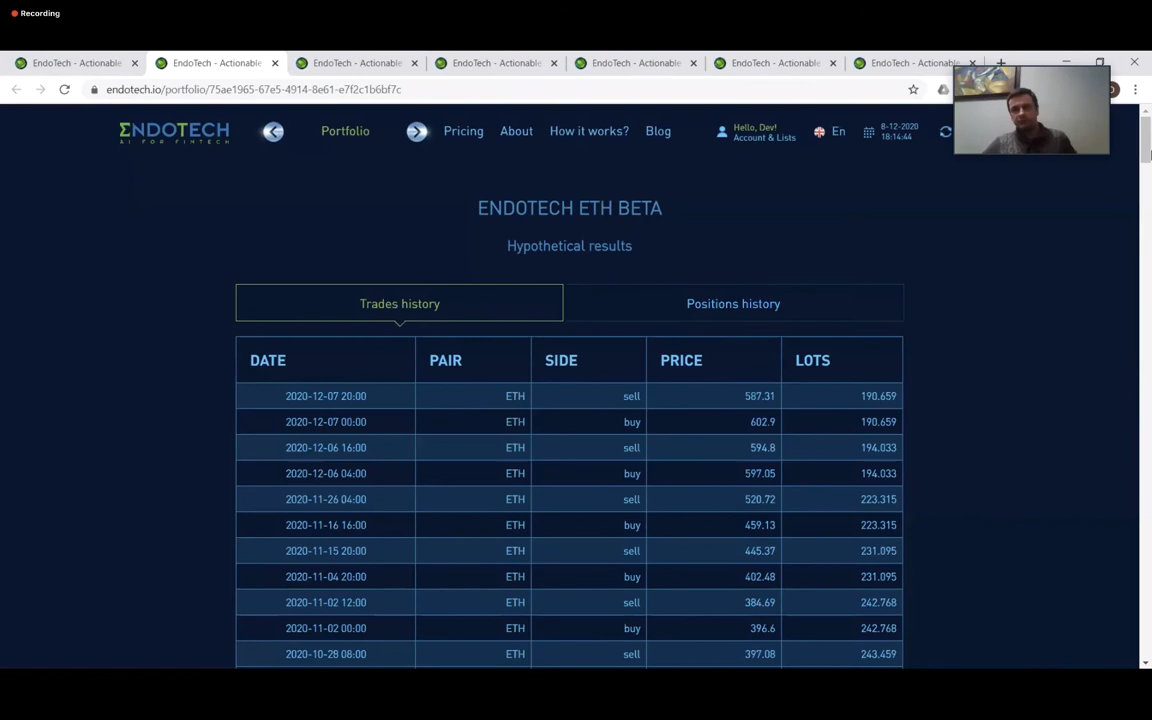 Recording
EndoTech - Actionable EndoTech - Actionable EndoTech - Actionable EndoTech - Actionable EndoTech - Actionable EndoTech - Actionable EndoTech - Actionable
endotech.io/portfolio/75ae1965-67e5-4914-8e61-e7f2c1b6bf7c
ΣNDOTECH Portfolio Pricing About How it works? Blog Hello, Dev! En 8-12-2020
AI FOR FINTECH Account & Lists 18:14:44
ENDOTECH ETH BETA
Hypothetical results
Trades history Positions history
DATE PAIR SIDE PRICE LOTS
2020-12-07 20:00 ETH sell 587.31 190.659
2020-12-07 00:00 ETH buy 602.9 190.659
2020-12-06 16:00 ETH sell 594.8 194.033
2020-12-06 04:00 ETH buy 597.05 194.033
2020-11-26 04:00 ETH sell 520.72 223.315
2020-11-16 16:00 ETH buy 459.13 223.315
2020-11-15 20:00 ETH sell 445.37 231.095
2020-11-04 20:00 ETH buy 402.48 231.095
2020-11-02 12:00 ETH sell 384.69 242.768
2020-11-02 00:00 ETH buy 396.6 242.768
2020-10-28 08:00 ETH sell 397.08 243.459